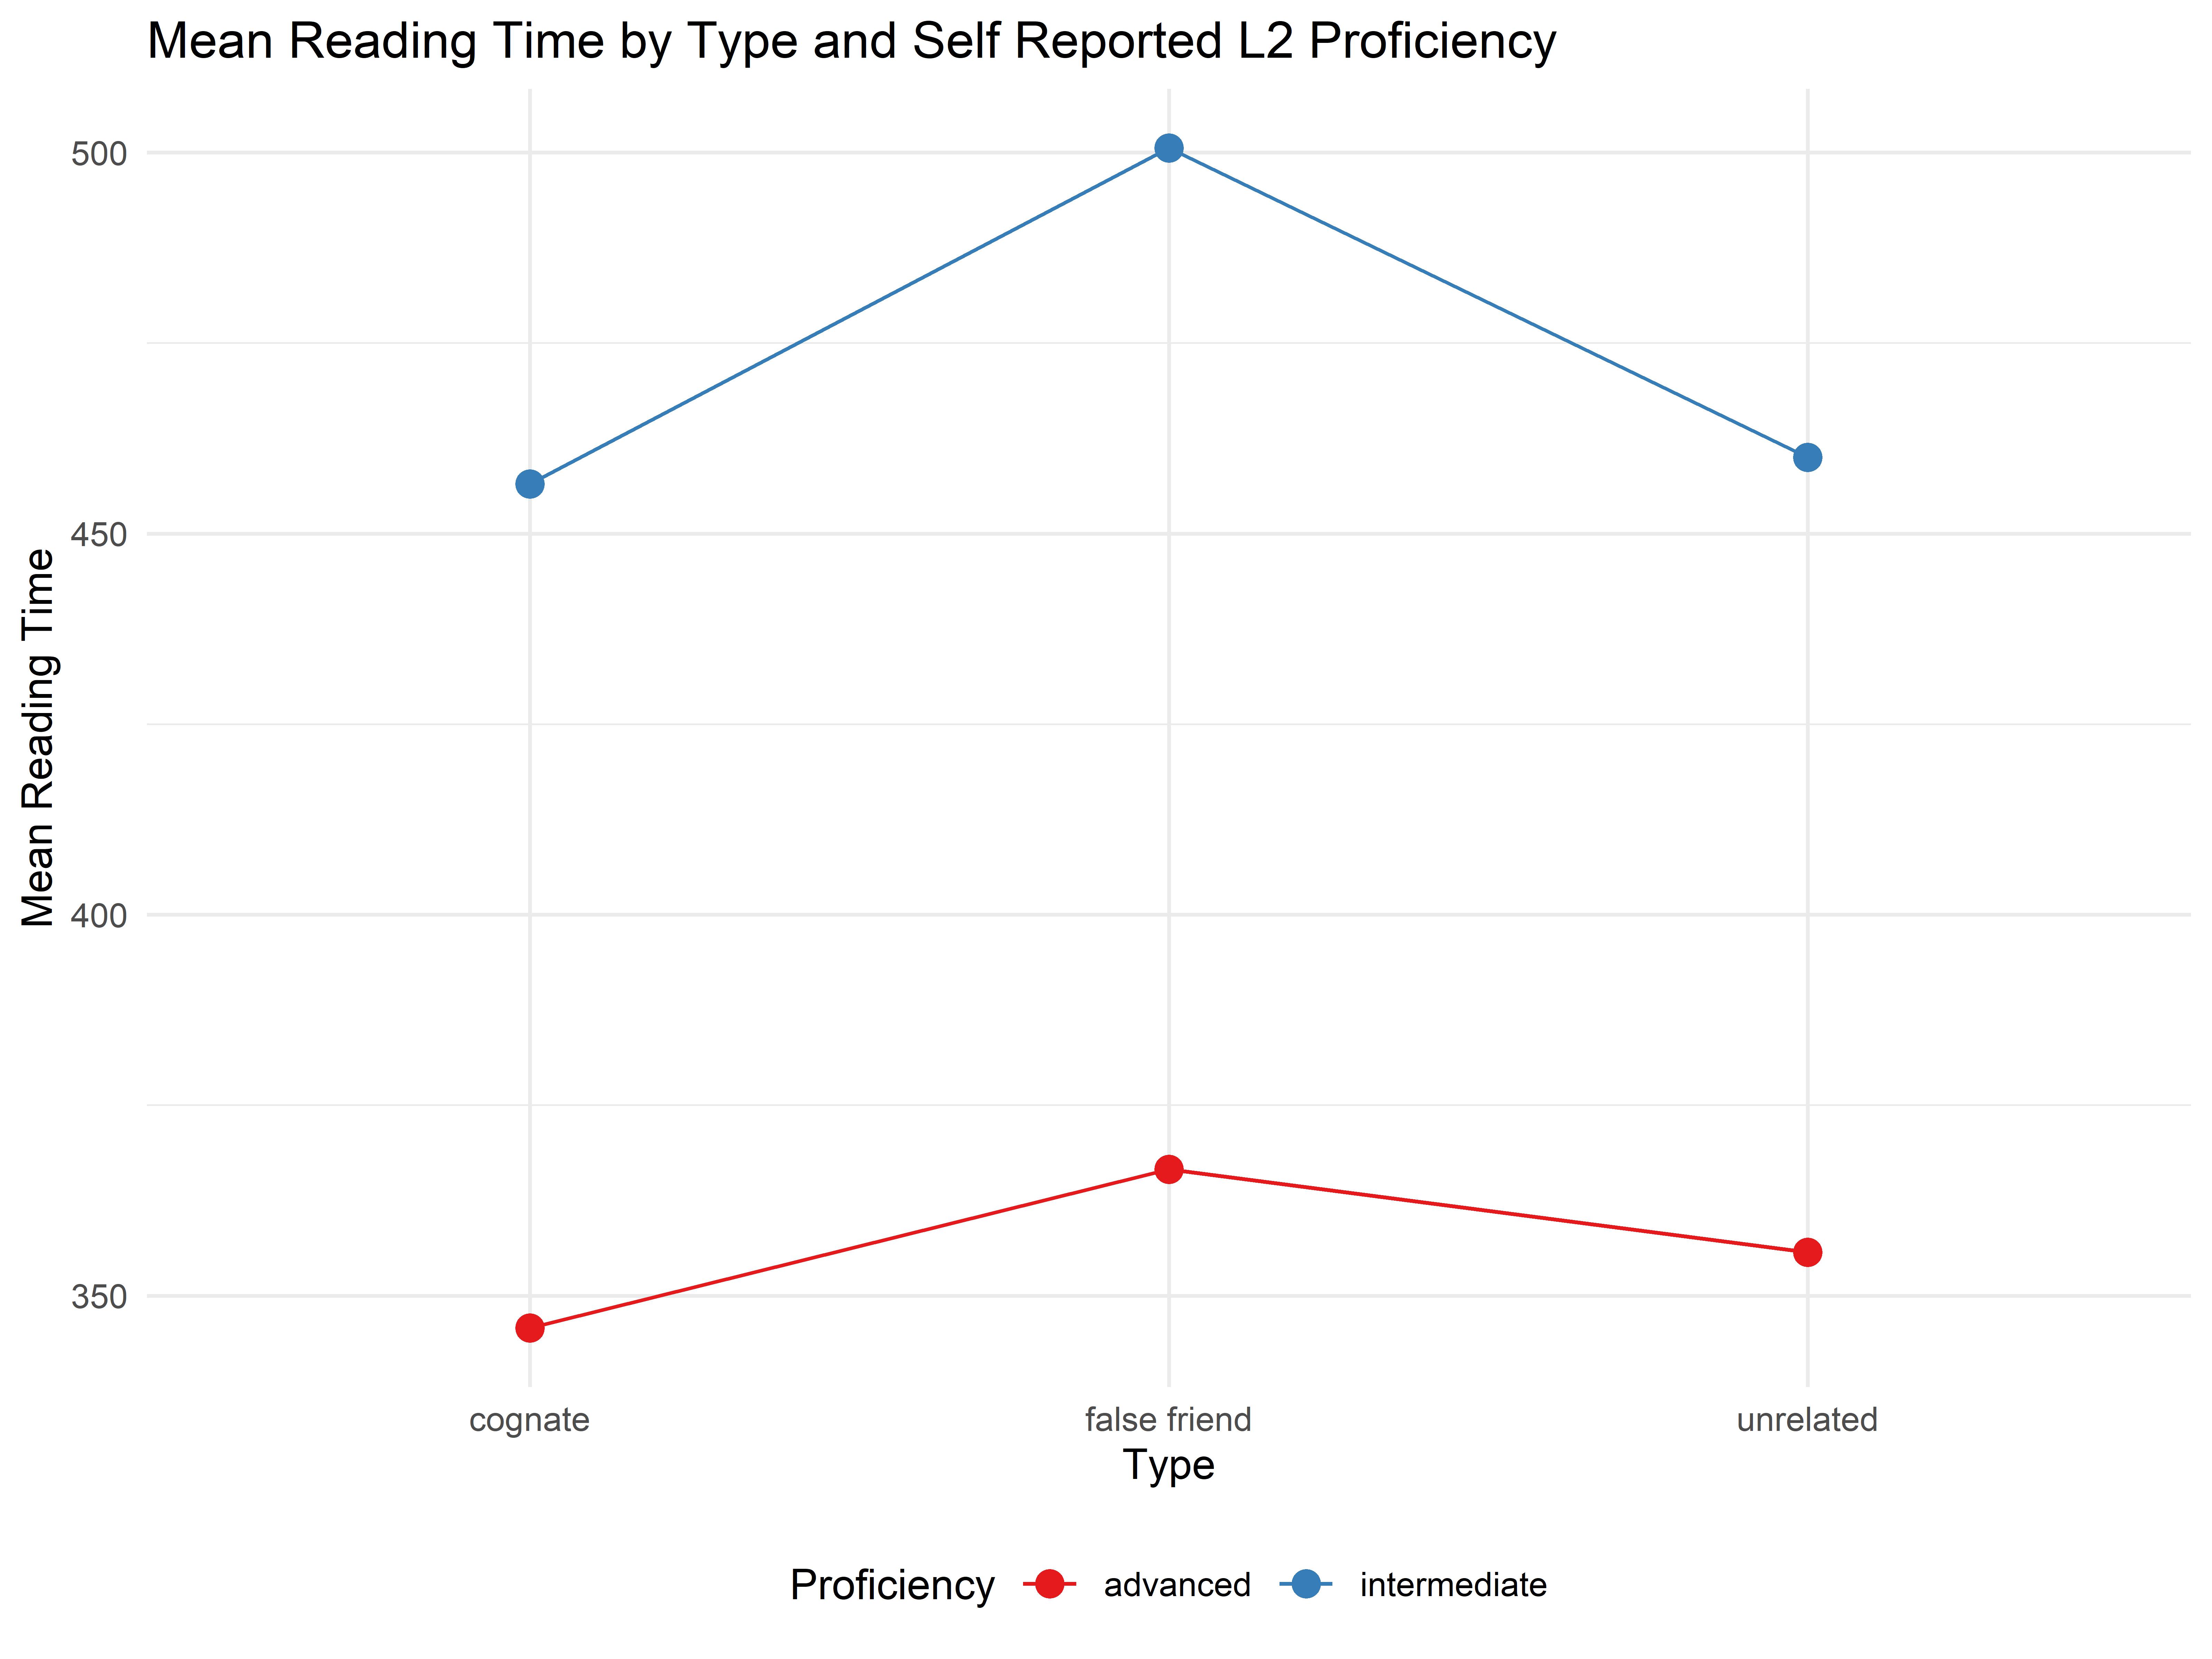 Mean Reading Time by Type and Self Reported L2 Proficiency
Mean Reading Time
500
450
400
350
cognate false friend unrelated
Type
Proficiency advanced intermediate